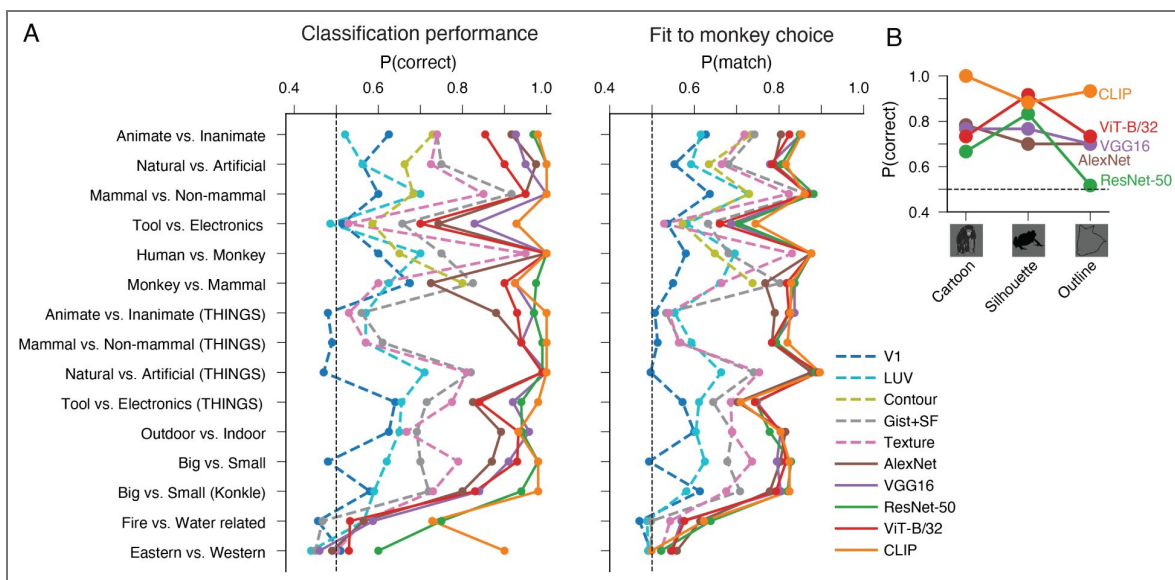 A
Classification performance
Fit to monkey choice
P(correct)
P(match)
0.4 0.6 0.8 1.0
0.4 0.6 0.8 1.0
Animate vs. Inanimate
Natural vs. Artificial
Mammal vs. Non-mammal
Tool vs. Electronics
Human vs. Monkey
Monkey vs. Mammal
Animate vs. Inanimate (THINGS)
Mammal vs. Non-mammal (THINGS)
Natural vs. Artificial (THINGS)
Tool vs. Electronics (THINGS)
Outdoor vs. Indoor
Big vs. Small
Big vs. Small (Konkle)
Fire vs. Water related
Eastern vs. Western
B
P(correct)
1.0
0.8
0.6
0.4
CLIP
ViT-B/32
VGG16
AlexNet
ResNet-50
Cartoon
Silhouette
Outline
V1
LUV
Contour
Gist+SF
Texture
AlexNet
VGG16
ResNet-50
ViT-B/32
CLIP